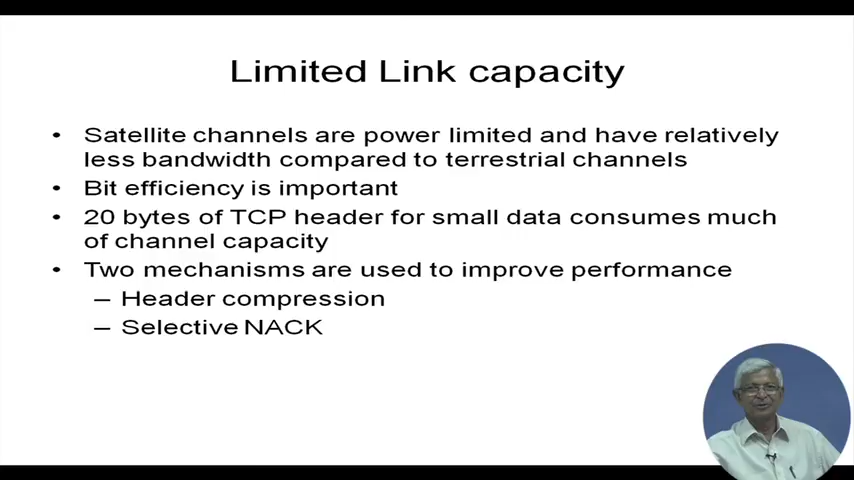 Limited Link capacity
• Satellite channels are power limited and have relatively
less bandwidth compared to terrestrial channels
• Bit efficiency is important
• 20 bytes of TCP header for small data consumes much
of channel capacity
• Two mechanisms are used to improve performance
– Header compression
– Selective NACK